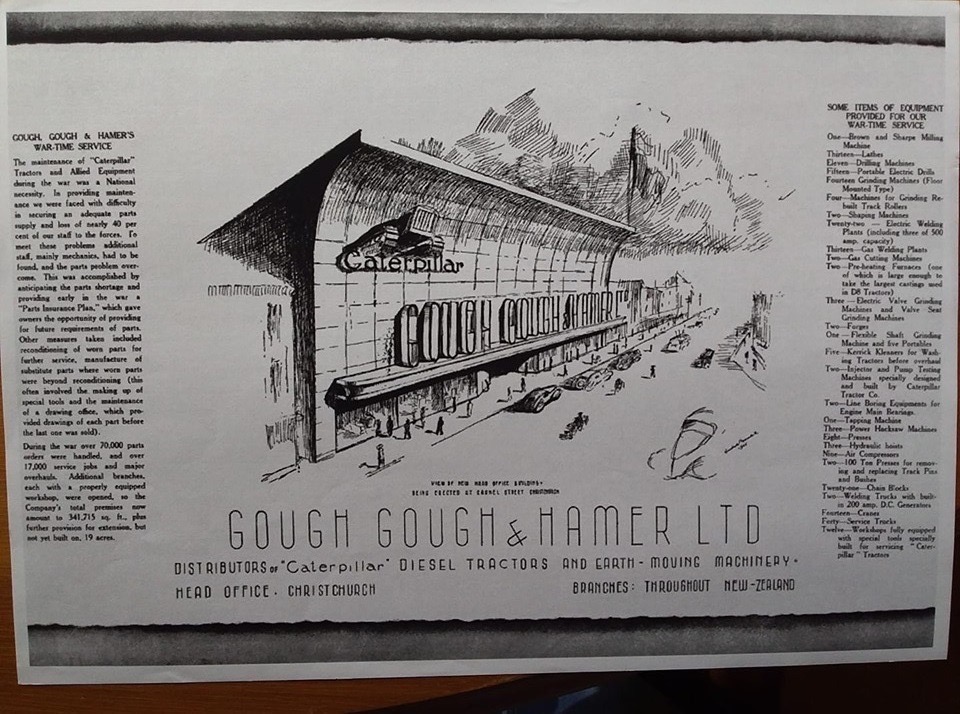 GOUGH, GOUGH & HAMER'S
WAR-TIME SERVICE
The maintenance of "Caterpillar"
Tractors and Allied Equipment
during the war was a National
necessity. In providing mainten-
ance we were faced with difficulty
in securing an adequate parts
supply and loss of nearly 40 per
cent of our staff to the forces. To
meet these problems additional
staff, mainly mechanics, had to be
found, and the parts problem over-
come. This was accomplished by
anticipating the parts shortage and
providing early in the war a
"Parts Insurance Plan," which gave
owners the opportunity of providing
for future requirements of parts.
Other measures taken included
reconditioning of worn parts for
further service, manufacture of
substitute parts where worn parts
were beyond reconditioning (this
often involved the making up of
special tools and the maintenance
of a drawing office, which pro-
vided drawings of each part before
the last one was sold).
During the war over 70,000 parts
orders were handled, and over
17,000 service jobs and major
overhauls. Additional branches,
each with a properly equipped
workshop, were opened, so the
Company's total premises now
amount to 341,715 sq. ft., plus
further provision for extension, but
not yet built on, 19 acres.
Caterpillar
GOUGH GOUGH & HAMER LTD
VIEW OF NEW HEAD OFFICE BUILDING-
BEING ERECTED AT BARNEL STREET CHRISTCHURCH
GOUGH GOUGH & HAMER LTD
DISTRIBUTORS OF "Caterpillar" DIESEL TRACTORS AND EARTH-MOVING MACHINERY.
HEAD OFFICE. CHRISTCHURCH
BRANCHES: THROUGHOUT NEW-ZEALAND
SOME ITEMS OF EQUIPMENT
PROVIDED FOR OUR
WAR-TIME SERVICE
One—Brown and Sharpe Milling
Machine
Thirteen—Lathes
Eleven—Drilling Machines
Fifteen—Portable Electric Drills
Fourteen Grinding Machines (Floor
Mounted Type)
Four—Machines for Grinding Re-
built Track Rollers
Two—Shaping Machines
Twenty-two—Electric Welding
Plants (including three of 500
amp. capacity)
Thirteen—Gas Welding Plants
Two—Gas Cutting Machines
Two—Pre-heating Furnaces (one
of which is large enough to
take the largest castings used
in D8 Tractors)
Three—Electric Valve Grinding
Machines and Valve Seat
Grinding Machines
Two—Forges
One—Flexible Shaft Grinding
Machine and five Portables
Five—Kerrick Kleaners for Wash-
ing Tractors before overhaul
Two—Injector and Pump Testing
Machines specially designed
and built by Caterpillar
Tractor Co.
Two—Line Boring Equipments for
Engine Main Bearings.
One—Tapping Machine
Three—Power Hacksaw Machines
Eight—Presses
Three—Hydraulic hoists
Nine—Air Compressors
Two—100 Ton Presses for remov-
ing and replacing Track Pins
and Bushes
Twenty-one—Chain Blocks
Two—Welding Trucks with built-
in 200 amp. D.C. Generators
Fourteen—Cranes
Forty—Service Trucks
Twelve—Workshops fully equipped
with special tools specially
built for servicing "Cater-
pillar" Tractors